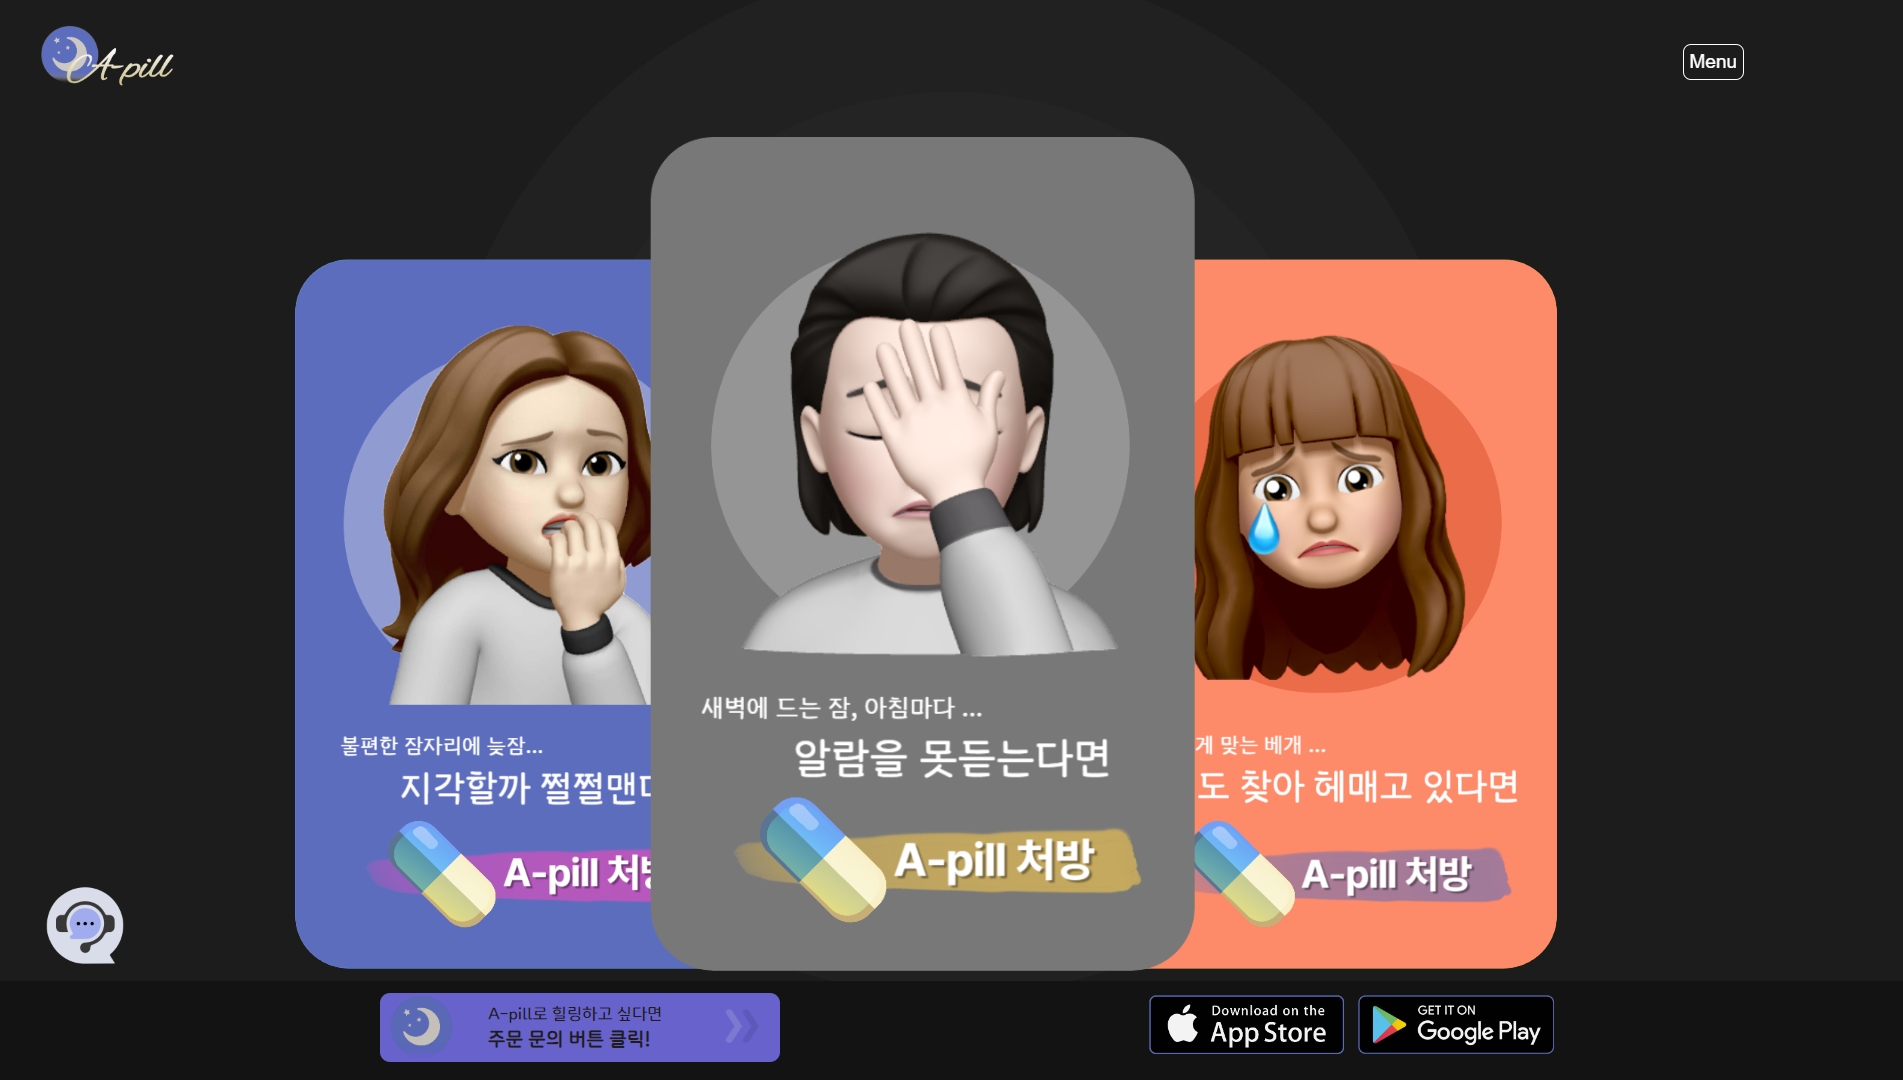 A-pill
Menu
불편한 잠자리에 늦잠...
지각할까 쩔쩔맨다
A-pill 처방
새벽에 드는 잠, 아침마다 ...
알람을 못듣는다면
A-pill 처방
게 맞는 베개 ...
도 찾아 헤매고 있다면
A-pill 처방
A-pill로 힐링하고 싶다면
주문 문의 버튼 클릭!
Download on the
App Store
GET IT ON
Google Play